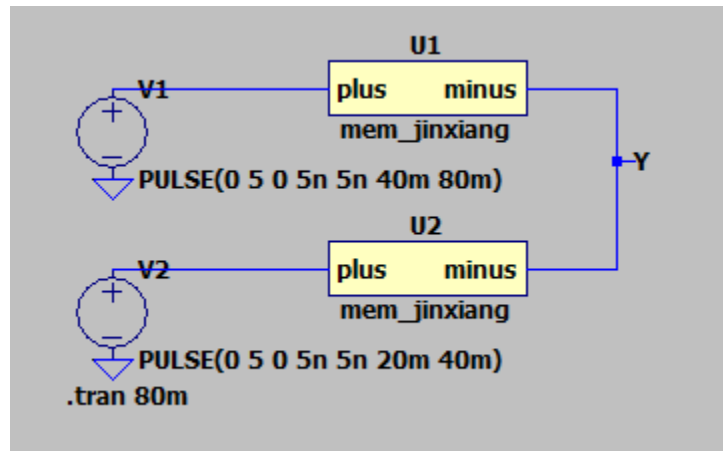 U1
V1
plus minus
mem_jinxiang
Y
PULSE(0 5 0 5n 5n 40m 80m)
U2
V2
plus minus
mem_jinxiang
PULSE(0 5 0 5n 5n 20m 40m)
.tran 80m